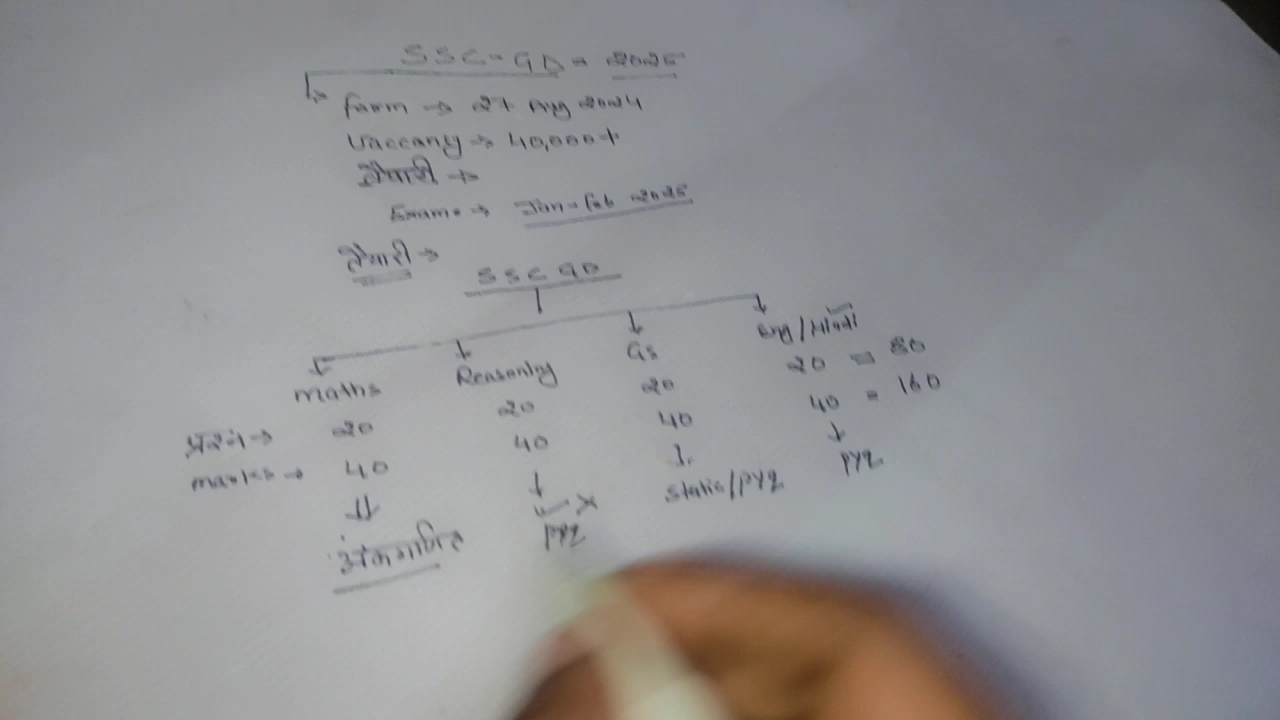 SSC-GD = 2025
form → 27 Aug 2024
Vaccany → 40,000+
तैयारी →
Exam → Jan-Feb 2025
तैयारी →
SSC GD
maths Reasoning GS Eng/हिन्दी
प्रश्न → 20 20 20 20 = 80
marks → 40 40 40 40 = 160
अंकगणित PYQ static/PYQ PYQ